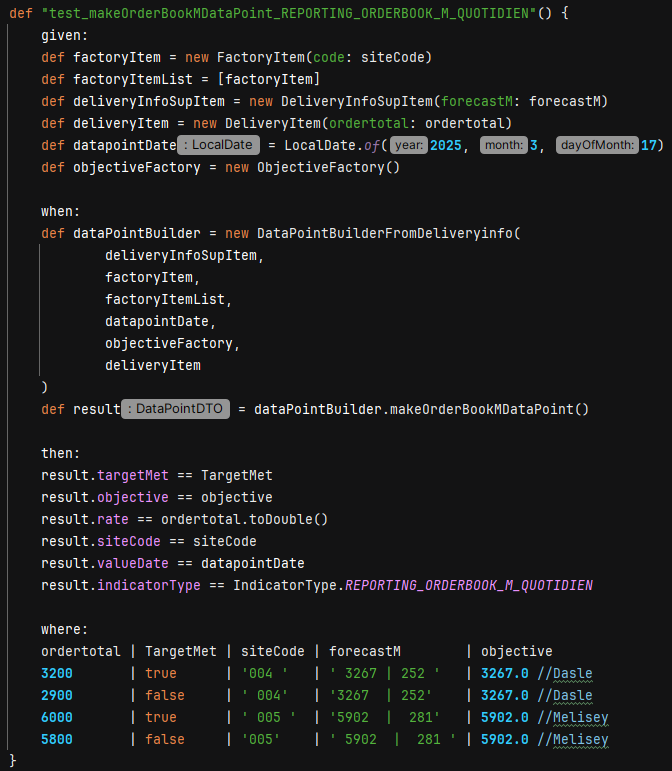 def "test_makeOrderBookMDataPoint_REPORTING_ORDERBOOK_M_QUOTIDIEN"() {
    given:
    def factoryItem = new FactoryItem(code: siteCode)
    def factoryItemList = [factoryItem]
    def deliveryInfoSupItem = new DeliveryInfoSupItem(forecastM: forecastM)
    def deliveryItem = new DeliveryItem(ordertotal: ordertotal)
    def datapointDate : LocalDate = LocalDate.of( year: 2025, month: 3, dayOfMonth: 17)
    def objectiveFactory = new ObjectiveFactory()

    when:
    def dataPointBuilder = new DataPointBuilderFromDeliveryinfo(
            deliveryInfoSupItem,
            factoryItem,
            factoryItemList,
            datapointDate,
            objectiveFactory,
            deliveryItem
    )
    def result : DataPointDTO = dataPointBuilder.makeOrderBookMDataPoint()

    then:
    result.targetMet == TargetMet
    result.objective == objective
    result.rate == ordertotal.toDouble()
    result.siteCode == siteCode
    result.valueDate == datapointDate
    result.indicatorType == IndicatorType.REPORTING_ORDERBOOK_M_QUOTIDIEN

    where:
    ordertotal | TargetMet | siteCode | forecastM        | objective
    3200       | true      | '004 '   | ' 3267 | 252 '   | 3267.0 //Dasle
    2900       | false     | ' 004'   | '3267  | 252'    | 3267.0 //Dasle
    6000       | true      | ' 005 '  | '5902  |  281'   | 5902.0 //Melisey
    5800       | false     | '005'    | ' 5902  |  281 ' | 5902.0 //Melisey
}